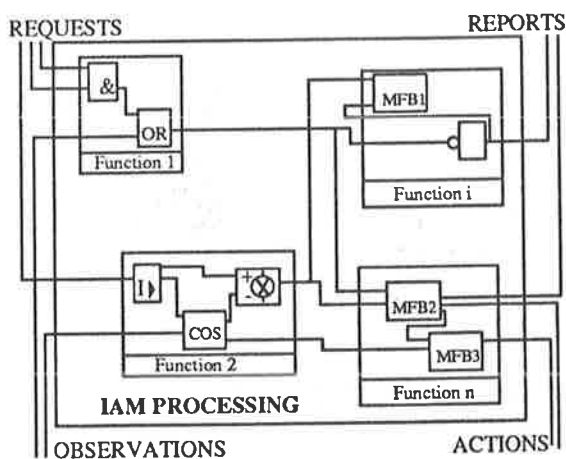 REQUESTS
REPORTS
&
OR
Function 1
MFB1
Function i
I
+
-
COS
Function 2
MFB2
MFB3
Function n
IAM PROCESSING
OBSERVATIONS
ACTIONS